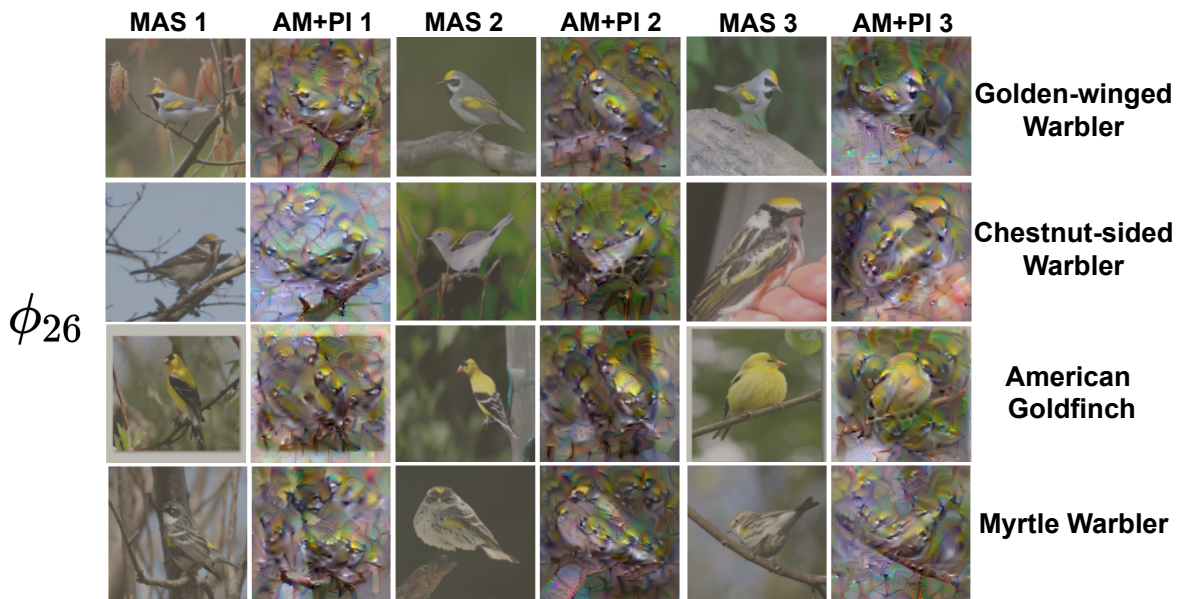 MAS 1 AM+PI 1 MAS 2 AM+PI 2 MAS 3 AM+PI 3
Golden-winged
Warbler
Chestnut-sided
Warbler
ϕ₂₆
American
Goldfinch
Myrtle Warbler